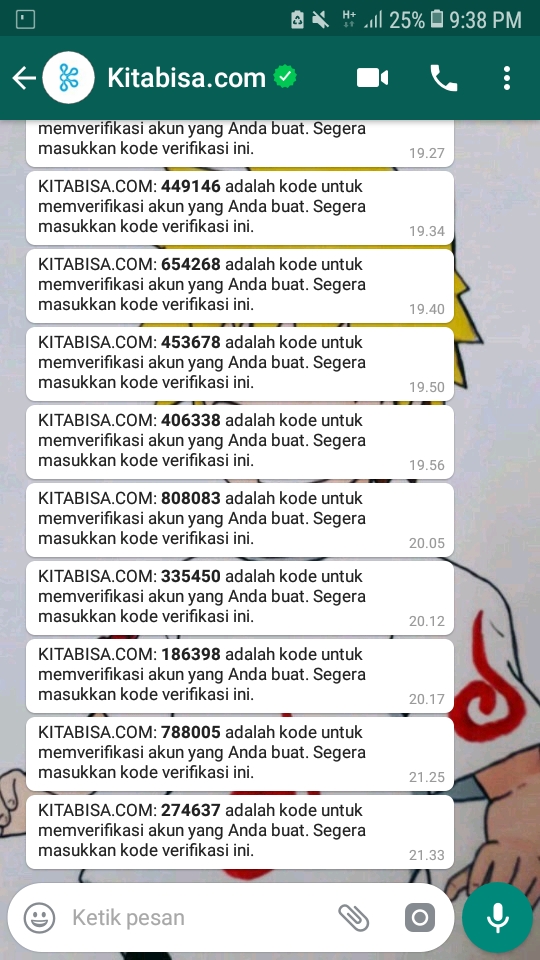 H+ 25% 9:38 PM
Kitabisa.com
memverifikasi akun yang Anda buat. Segera
masukkan kode verifikasi ini.
19.27
KITABISA.COM: 449146 adalah kode untuk
memverifikasi akun yang Anda buat. Segera
masukkan kode verifikasi ini.
19.34
KITABISA.COM: 654268 adalah kode untuk
memverifikasi akun yang Anda buat. Segera
masukkan kode verifikasi ini.
19.40
KITABISA.COM: 453678 adalah kode untuk
memverifikasi akun yang Anda buat. Segera
masukkan kode verifikasi ini.
19.50
KITABISA.COM: 406338 adalah kode untuk
memverifikasi akun yang Anda buat. Segera
masukkan kode verifikasi ini.
19.56
KITABISA.COM: 808083 adalah kode untuk
memverifikasi akun yang Anda buat. Segera
masukkan kode verifikasi ini.
20.05
KITABISA.COM: 335450 adalah kode untuk
memverifikasi akun yang Anda buat. Segera
masukkan kode verifikasi ini.
20.12
KITABISA.COM: 186398 adalah kode untuk
memverifikasi akun yang Anda buat. Segera
masukkan kode verifikasi ini.
20.17
KITABISA.COM: 788005 adalah kode untuk
memverifikasi akun yang Anda buat. Segera
masukkan kode verifikasi ini.
21.25
KITABISA.COM: 274637 adalah kode untuk
memverifikasi akun yang Anda buat. Segera
masukkan kode verifikasi ini.
21.33
Ketik pesan